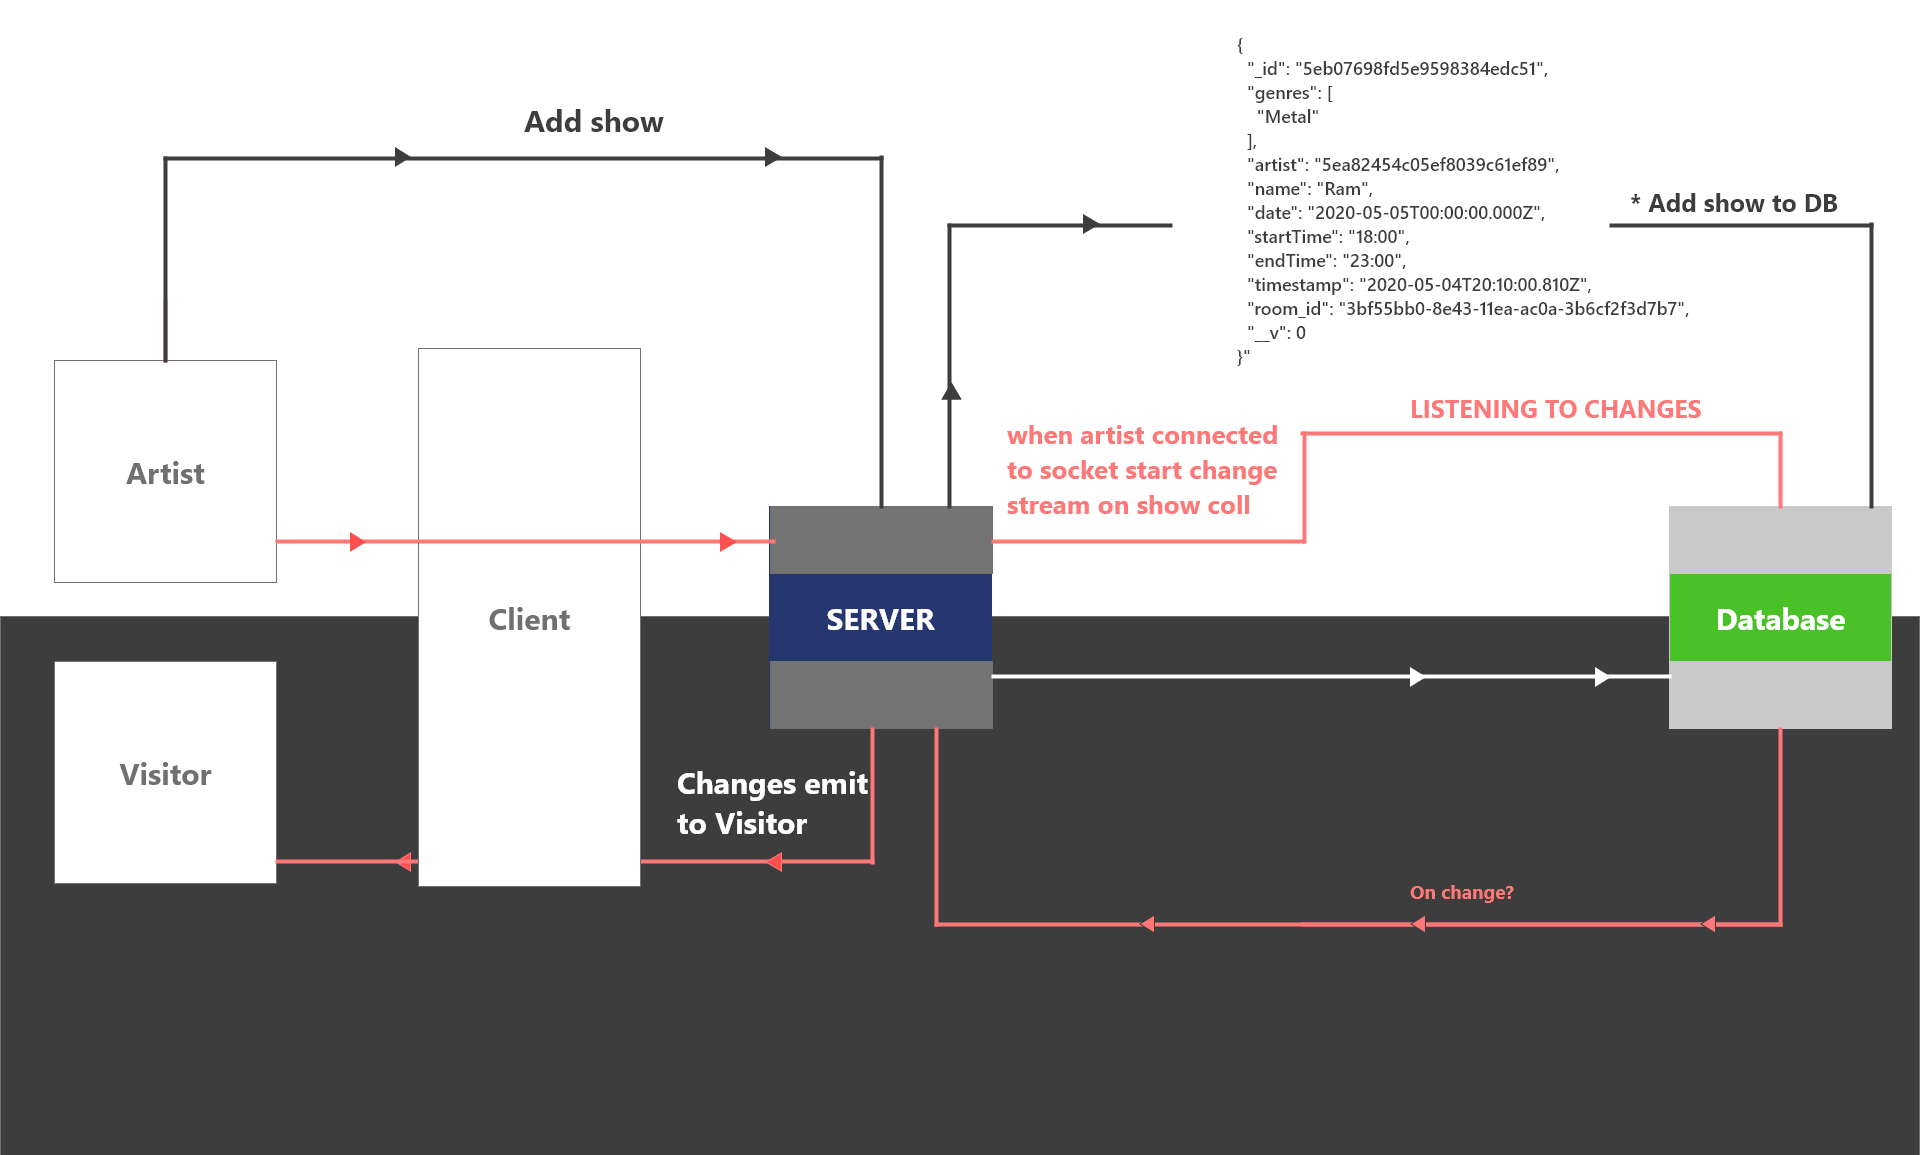 {
"_id": "5eb07698fd5e9598384edc51",
"genres": [
"Metal"
],
"artist": "5ea82454c05ef8039c61ef89",
"name": "Ram",
"date": "2020-05-05T00:00:00.000Z",
"startTime": "18:00",
"endTime": "23:00",
"timestamp": "2020-05-04T20:10:00.810Z",
"room_id": "3bf55bb0-8e43-11ea-ac0a-3b6cf2f3d7b7",
"__v": 0
}"
Add show
* Add show to DB
LISTENING TO CHANGES
when artist connected
to socket start change
stream on show coll
Artist
Client
SERVER
Database
Visitor
Changes emit
to Visitor
On change?